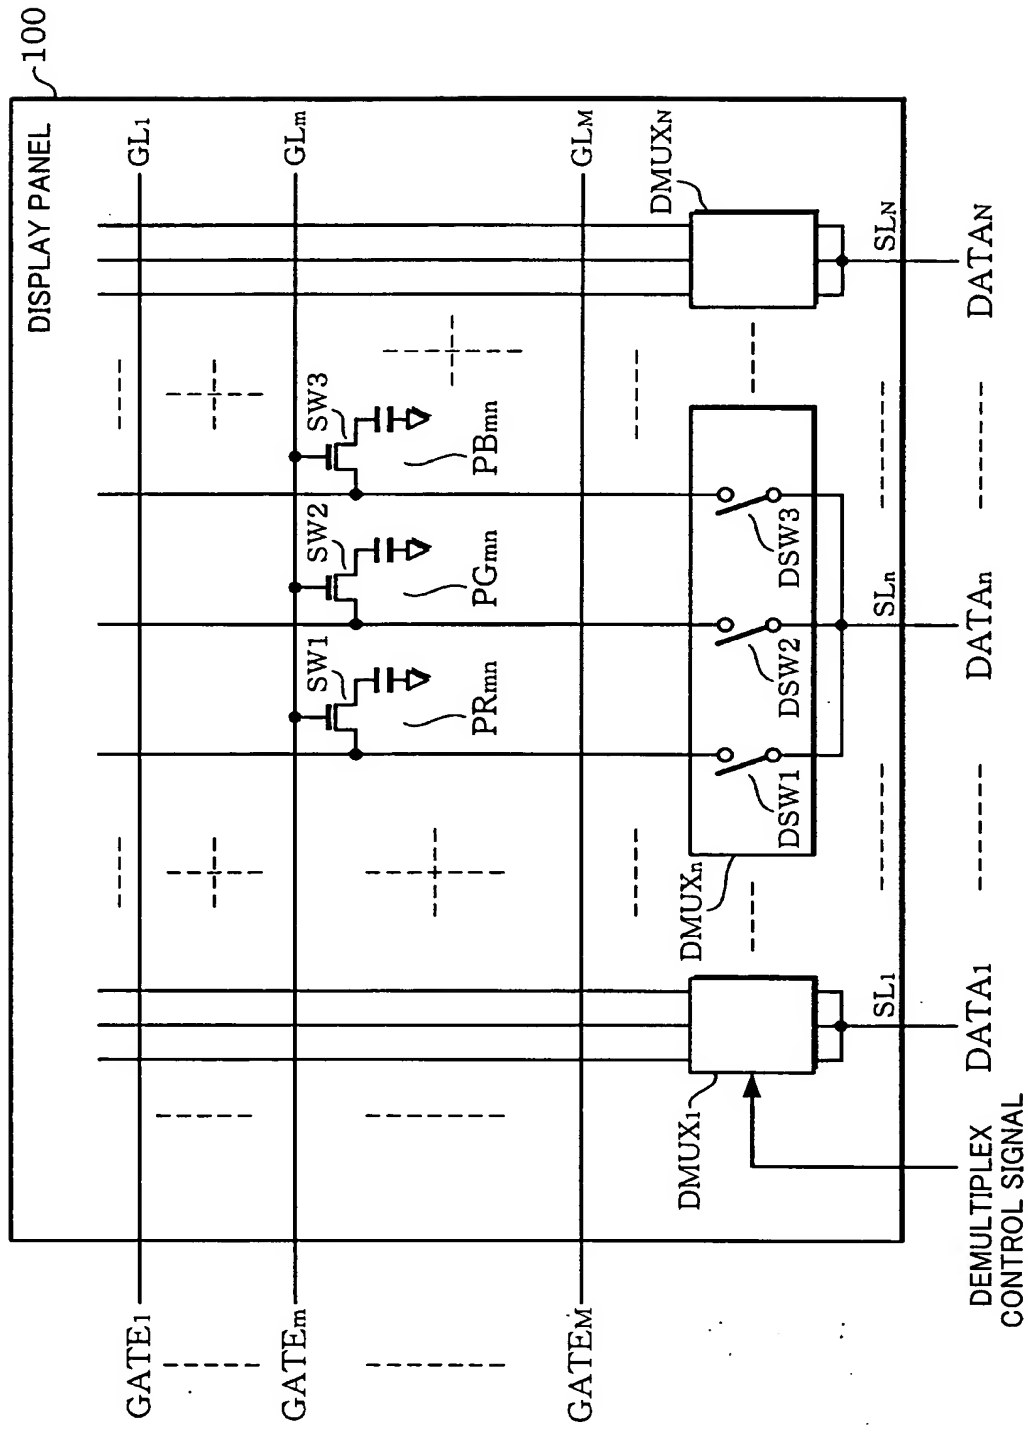 100
DISPLAY PANEL
GATE1
GL1
GATEm
GLm
SW1
SW2
SW3
PRmn
PGmn
PBmn
GATEM
GLM
DMUX1
DMUXn
DMUXN
DSW1
DSW2
DSW3
SL1
SLn
SLN
DEMULTIPLEX
CONTROL SIGNAL
DATA1
DATAn
DATAN